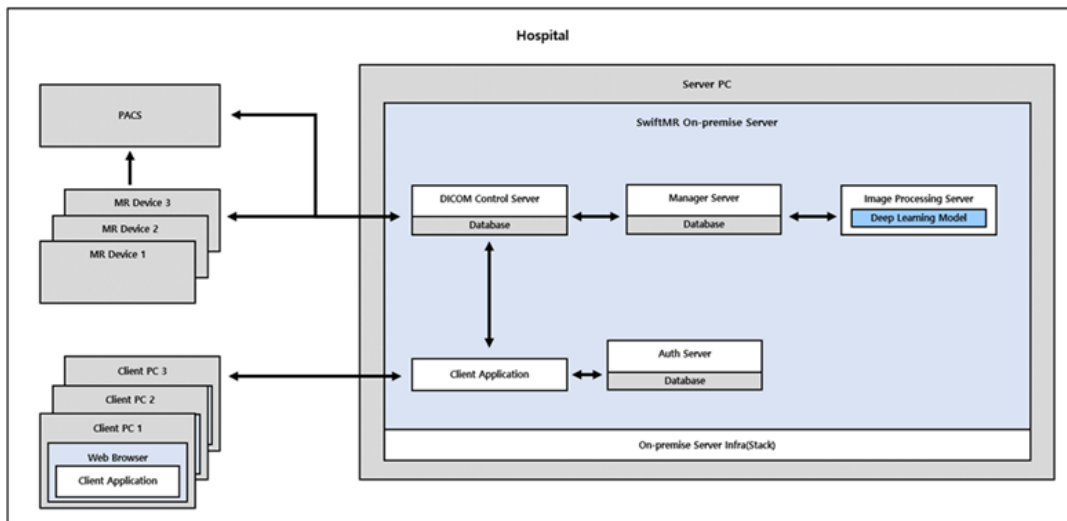 Hospital
Server PC
SwiftMR On-premise Server
PACS
MR Device 3
MR Device 2
MR Device 1
DICOM Control Server
Database
Manager Server
Database
Image Processing Server
Deep Learning Model
Client Application
Auth Server
Database
Client PC 3
Client PC 2
Client PC 1
Web Browser
Client Application
On-premise Server Infra(Stack)